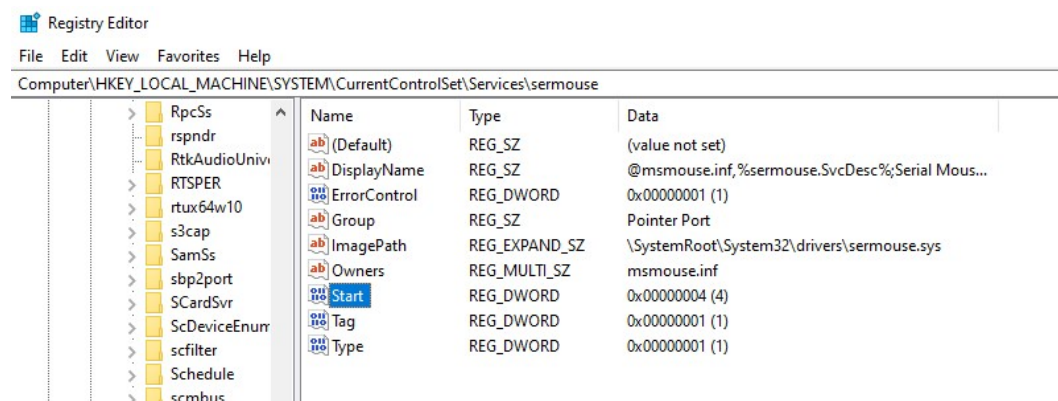 Registry Editor
File Edit View Favorites Help
Computer\HKEY_LOCAL_MACHINE\SYSTEM\CurrentControlSet\Services\sermouse
RpcSs
rspndr
RtkAudioUnive
RTSPER
rtux64w10
s3cap
SamSs
sbp2port
SCardSvr
ScDeviceEnum
scfilter
Schedule
scmbus
Name Type Data
(Default) REG_SZ (value not set)
DisplayName REG_SZ @msmouse.inf,%sermouse.SvcDesc%;Serial Mous...
ErrorControl REG_DWORD 0x00000001 (1)
Group REG_SZ Pointer Port
ImagePath REG_EXPAND_SZ \SystemRoot\System32\drivers\sermouse.sys
Owners REG_MULTI_SZ msmouse.inf
Start REG_DWORD 0x00000004 (4)
Tag REG_DWORD 0x00000001 (1)
Type REG_DWORD 0x00000001 (1)